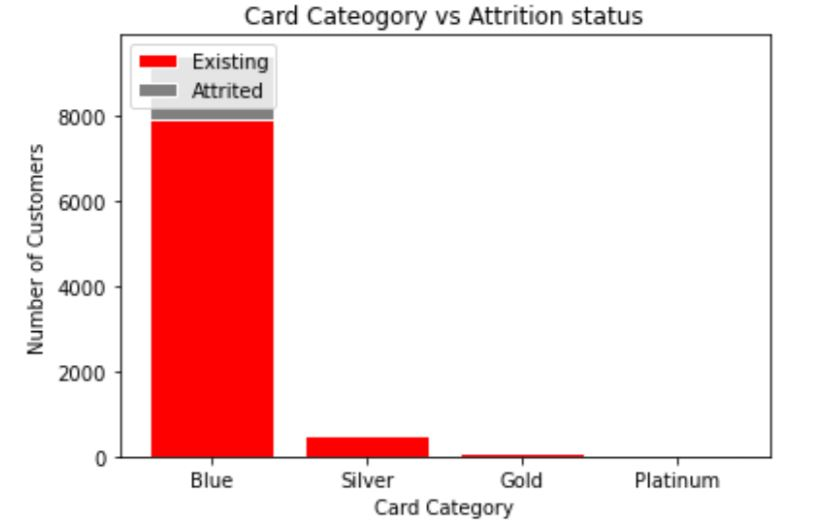 Card Cateogory vs Attrition status
Existing
Attrited
8000
6000
4000
2000
0
Number of Customers
Blue Silver Gold Platinum
Card Category